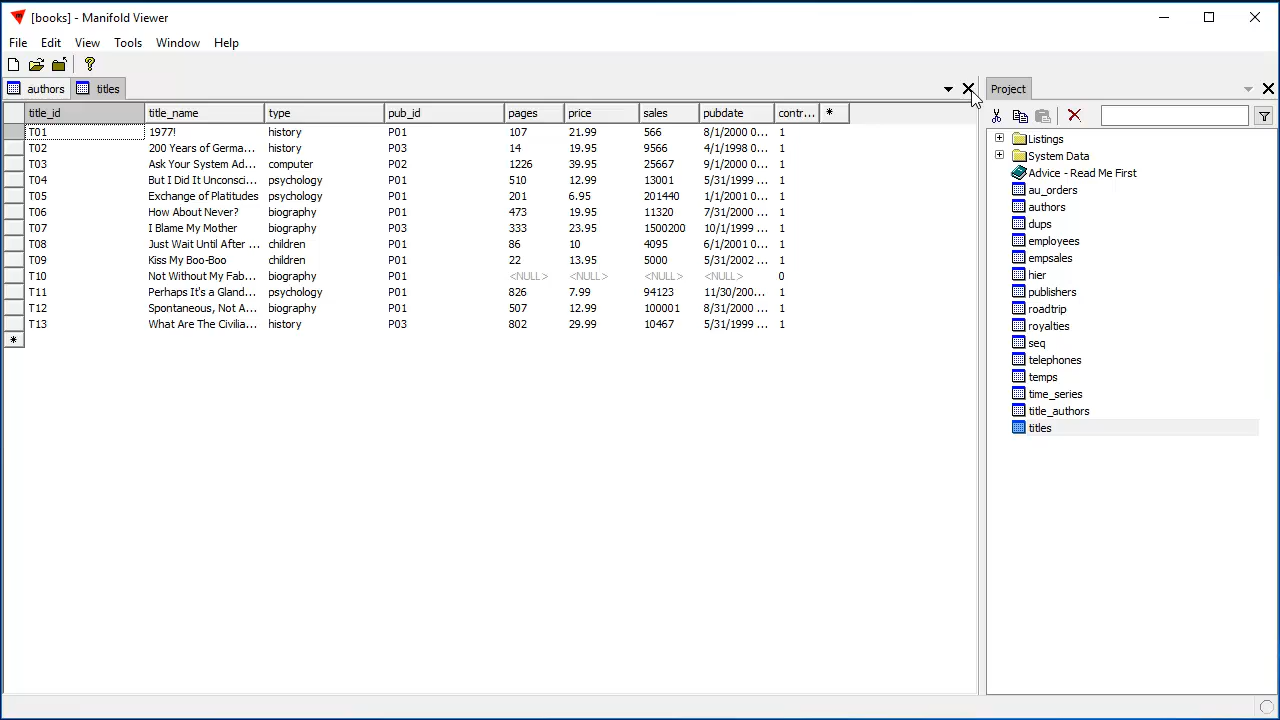 [books] - Manifold Viewer
File Edit View Tools Window Help
authors titles
Project
title_id title_name type pub_id pages price sales pubdate contr... *
T01 1977! history P01 107 21.99 566 8/1/2000 0... 1
T02 200 Years of Germa... history P03 14 19.95 9566 4/1/1998 0... 1
T03 Ask Your System Ad... computer P02 1226 39.95 25667 9/1/2000 0... 1
T04 But I Did It Unconsci... psychology P01 510 12.99 13001 5/31/1999 ... 1
T05 Exchange of Platitudes psychology P01 201 6.95 201440 1/1/2001 0... 1
T06 How About Never? biography P01 473 19.95 11320 7/31/2000 ... 1
T07 I Blame My Mother biography P03 333 23.95 1500200 10/1/1999 ... 1
T08 Just Wait Until After ... children P01 86 10 4095 6/1/2001 0... 1
T09 Kiss My Boo-Boo children P01 22 13.95 5000 5/31/2002 ... 1
T10 Not Without My Fab... biography P01 <NULL> <NULL> <NULL> <NULL> 0
T11 Perhaps It's a Gland... psychology P01 826 7.99 94123 11/30/200... 1
T12 Spontaneous, Not A... biography P01 507 12.99 100001 8/31/2000 ... 1
T13 What Are The Civilia... history P03 802 29.99 10467 5/31/1999 ... 1
*
Listings
System Data
Advice - Read Me First
au_orders
authors
dups
employees
empsales
hier
publishers
roadtrip
royalties
seq
telephones
temps
time_series
title_authors
titles